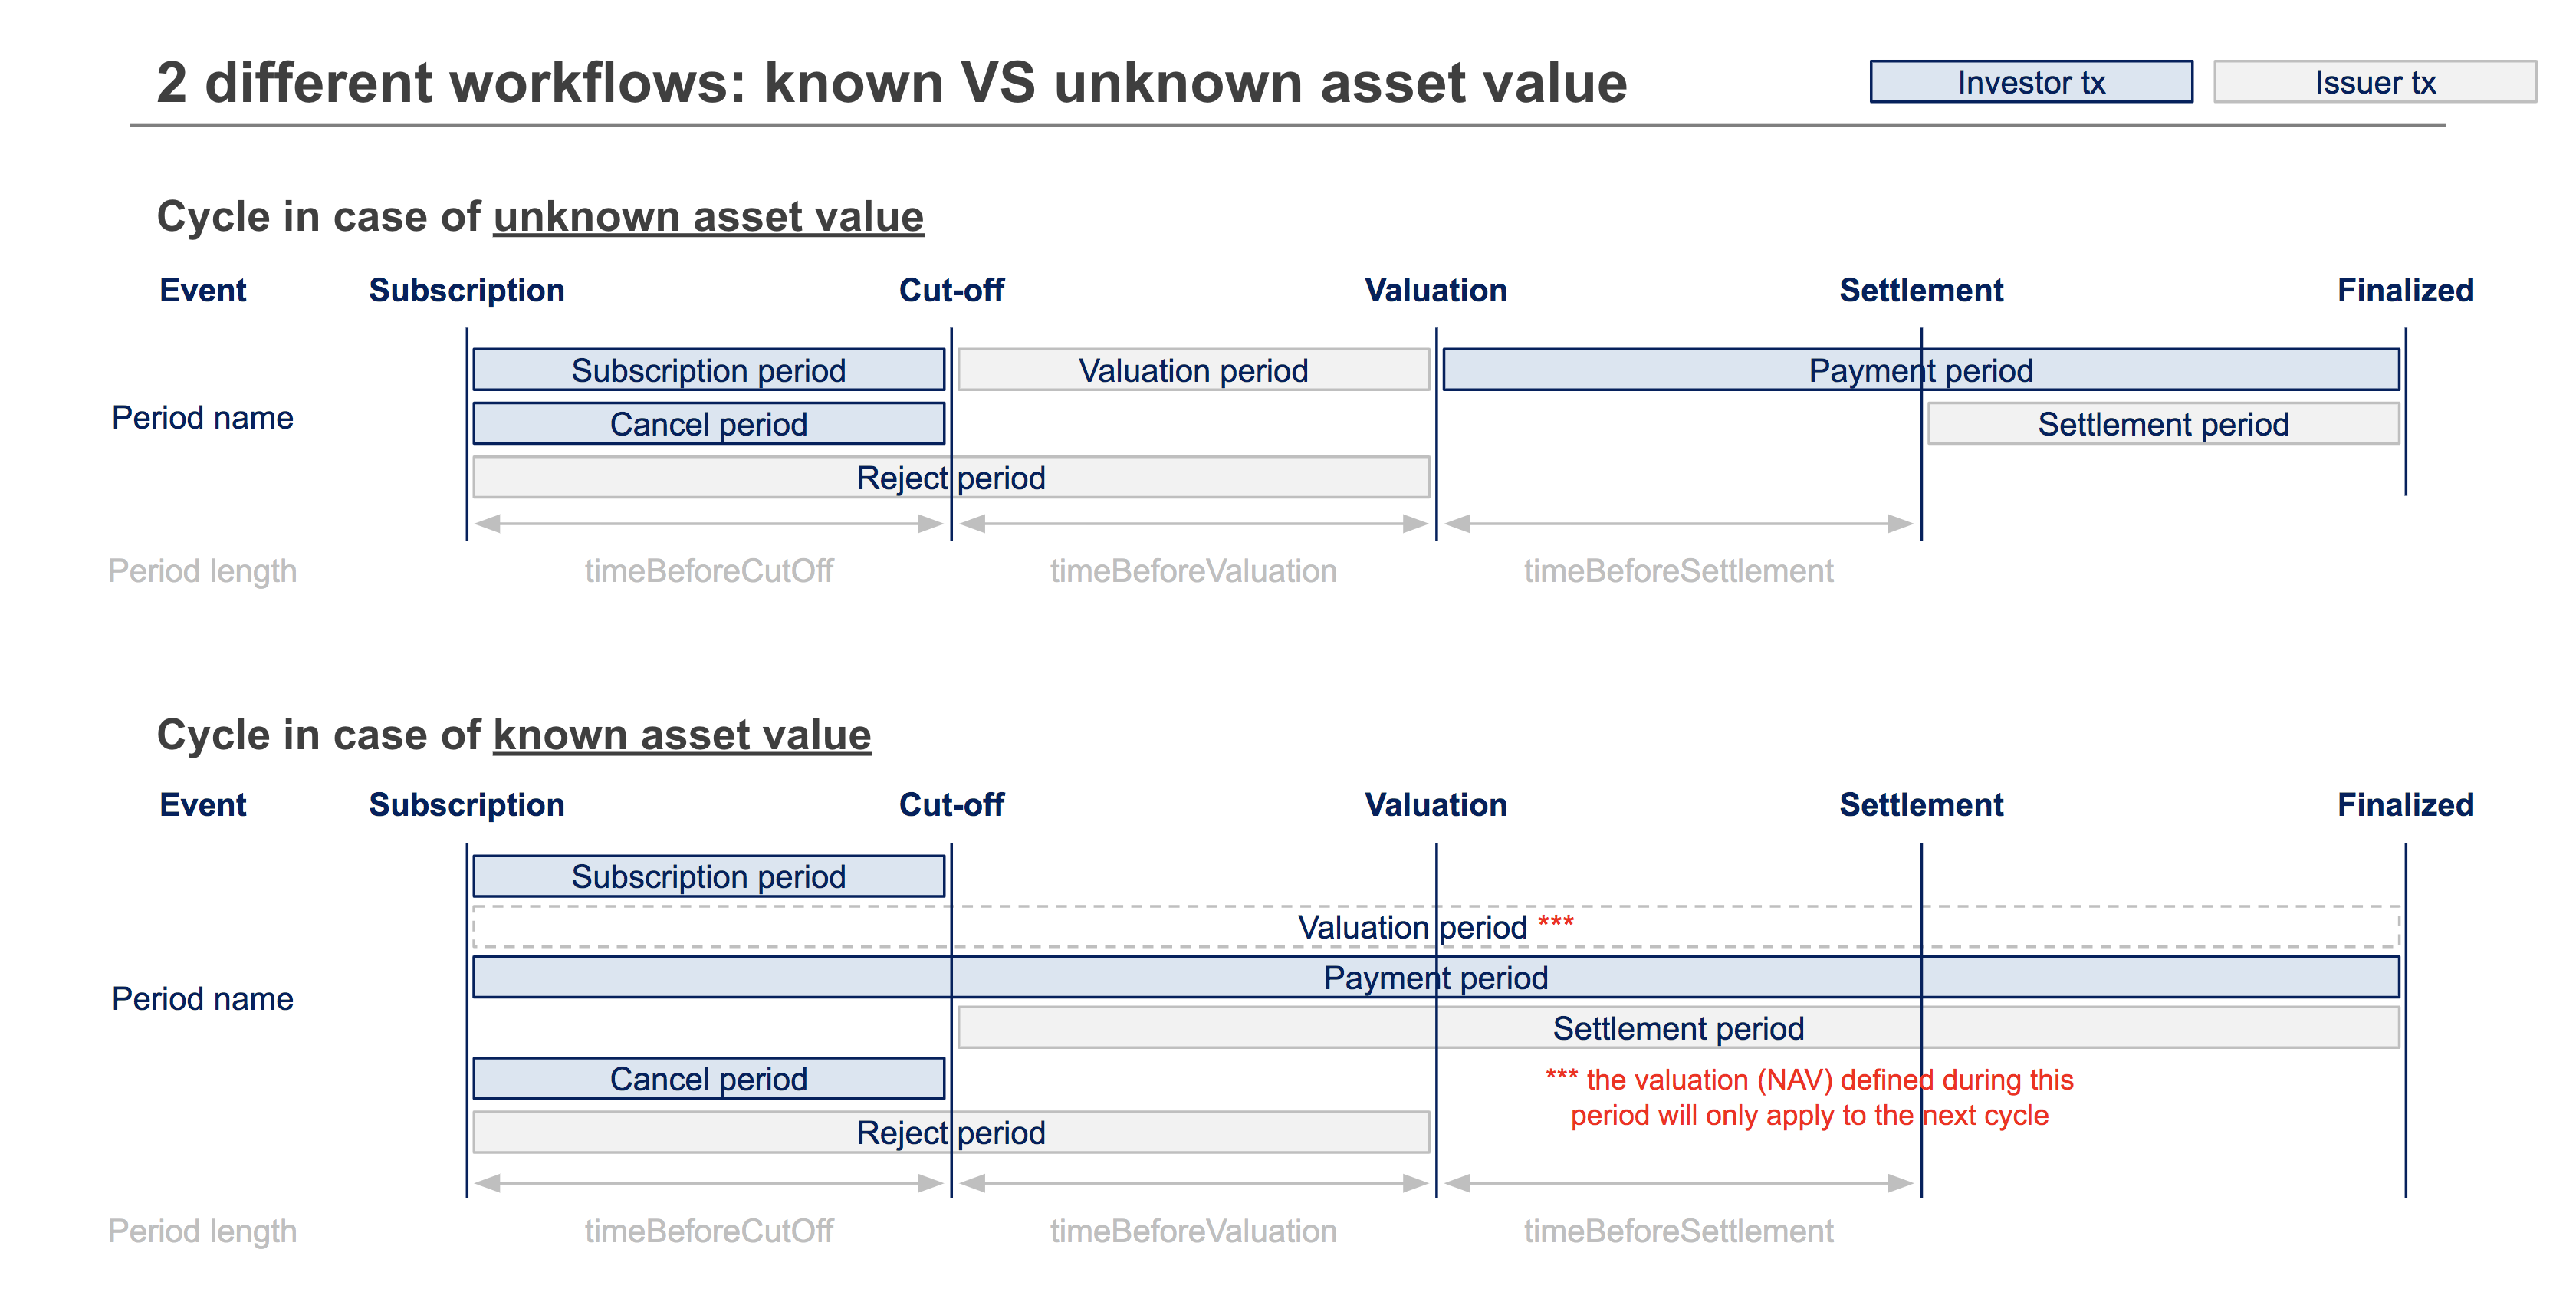 2 different workflows: known VS unknown asset value
Investor tx
Issuer tx
Cycle in case of unknown asset value
Event
Subscription
Cut-off
Valuation
Settlement
Finalized
Period name
Subscription period
Valuation period
Payment period
Cancel period
Settlement period
Reject period
Period length
timeBeforeCutOff
timeBeforeValuation
timeBeforeSettlement
Cycle in case of known asset value
Event
Subscription
Cut-off
Valuation
Settlement
Finalized
Period name
Subscription period
Valuation period ***
Payment period
Settlement period
Cancel period
*** the valuation (NAV) defined during this
period will only apply to the next cycle
Reject period
Period length
timeBeforeCutOff
timeBeforeValuation
timeBeforeSettlement